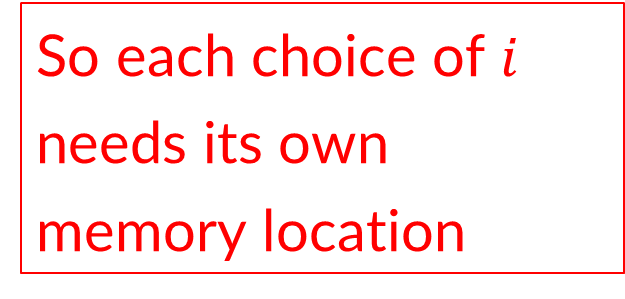 So each choice of i
needs its own
memory location